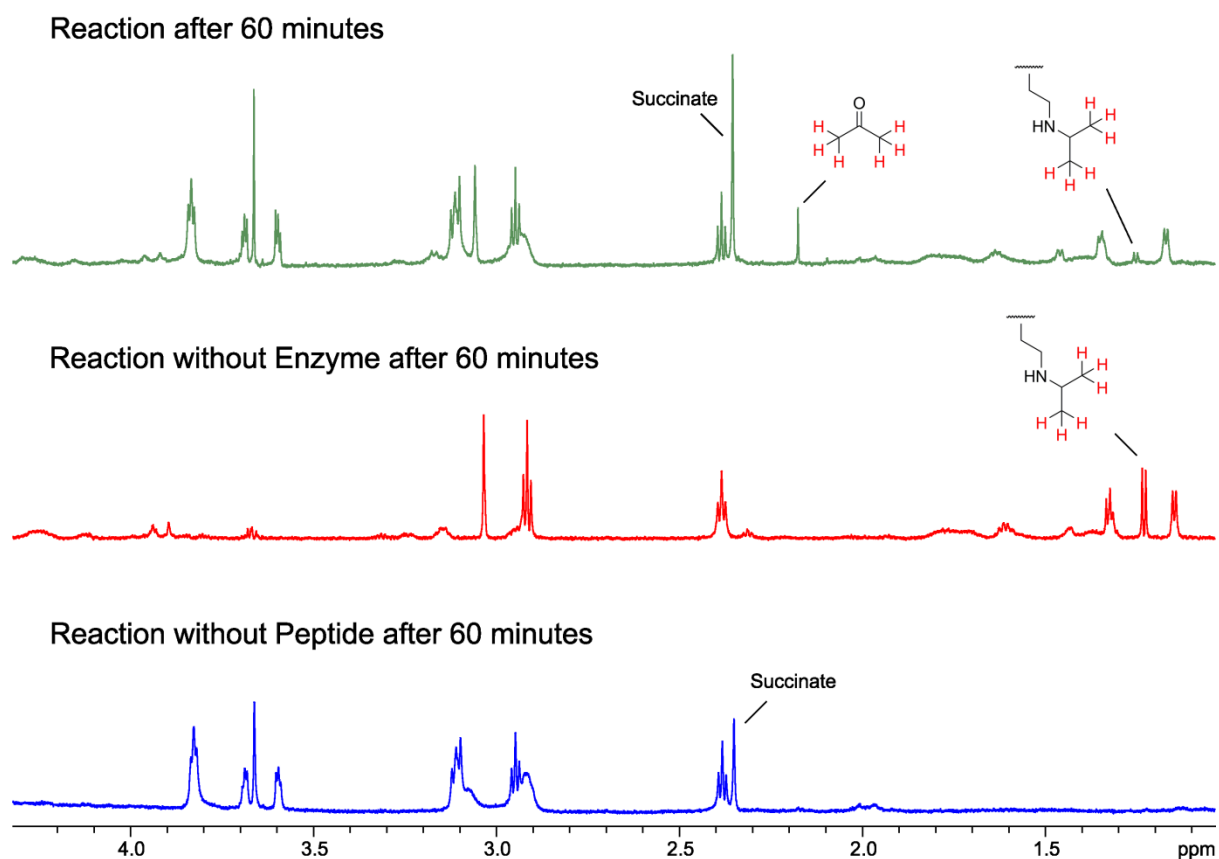 Reaction after 60 minutes
Succinate
O
H H
H H
H H
H
HN H
H
H
H H
Reaction without Enzyme after 60 minutes
H
HN H
H
H
H H
Reaction without Peptide after 60 minutes
Succinate
4.0 3.5 3.0 2.5 2.0 1.5 ppm